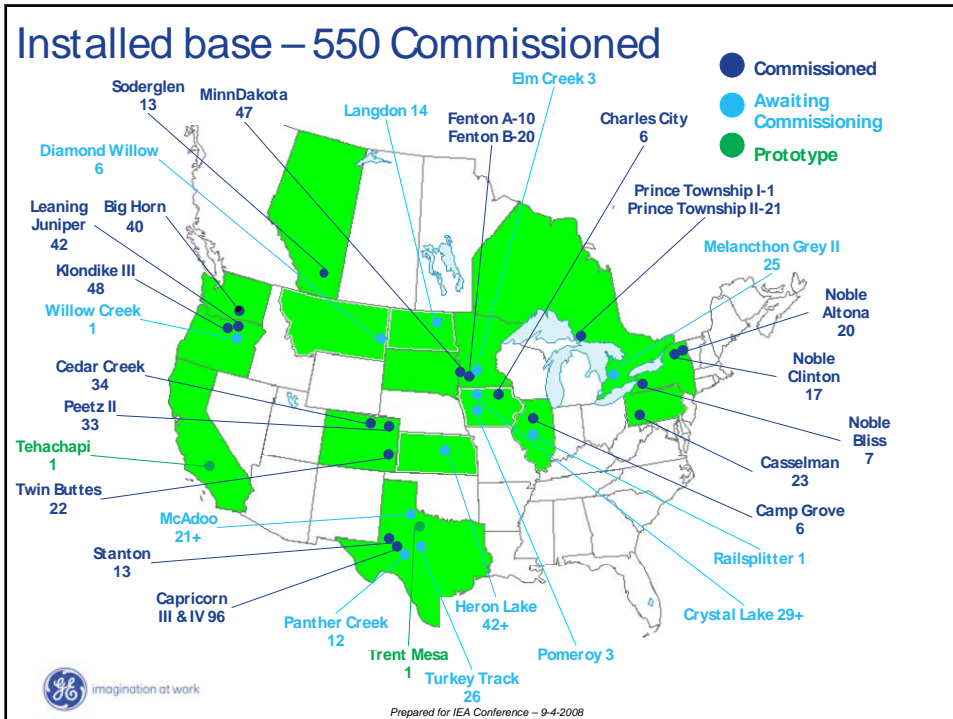 Installed base – 550 Commissioned
Commissioned
Awaiting
Commissioning
Prototype
Soderglen
13
MinnDakota
47
Langdon 14
Elm Creek 3
Fenton A-10
Fenton B-20
Charles City
6
Diamond Willow
6
Prince Township I-1
Prince Township II-21
Leaning
Juniper
42
Big Horn
40
Melancthon Grey II
25
Klondike III
48
Willow Creek
1
Noble
Altona
20
Noble
Clinton
17
Cedar Creek
34
Peetz II
33
Noble
Bliss
7
Tehachapi
1
Casselman
23
Twin Buttes
22
Camp Grove
6
McAdoo
21+
Railsplitter 1
Stanton
13
Capricorn
III & IV 96
Panther Creek
12
Heron Lake
42+
Crystal Lake 29+
Trent Mesa
1
Pomeroy 3
Turkey Track
26
GE
imagination at work
Prepared for IEA Conference – 9-4-2008